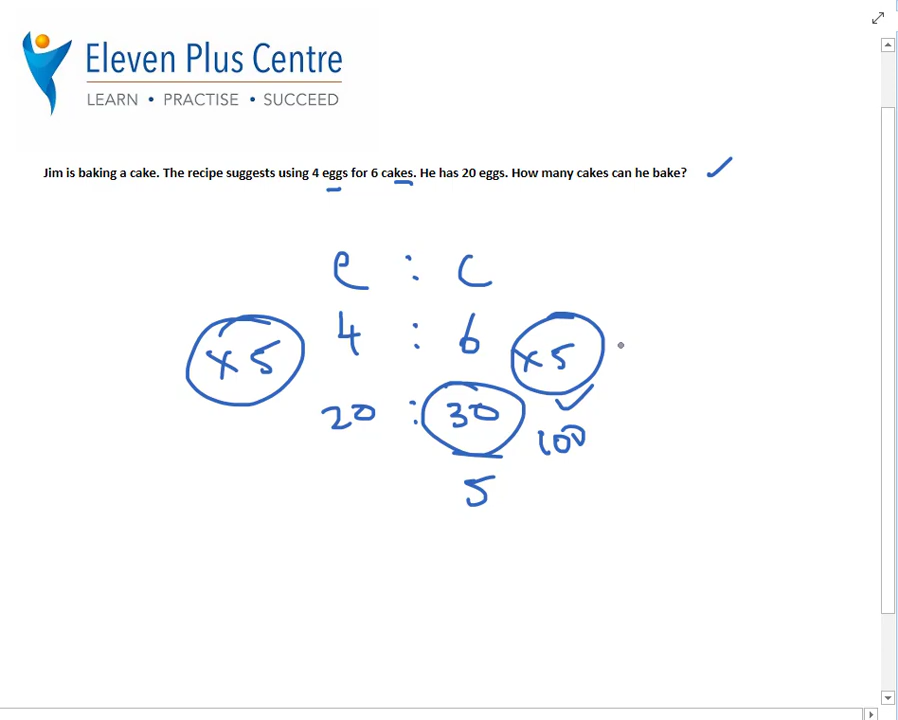 Eleven Plus Centre
LEARN • PRACTISE • SUCCEED
Jim is baking a cake. The recipe suggests using 4 eggs for 6 cakes. He has 20 eggs. How many cakes can he bake?
e : c
x 5 4 : 6 x 5
20 : 30
100
5